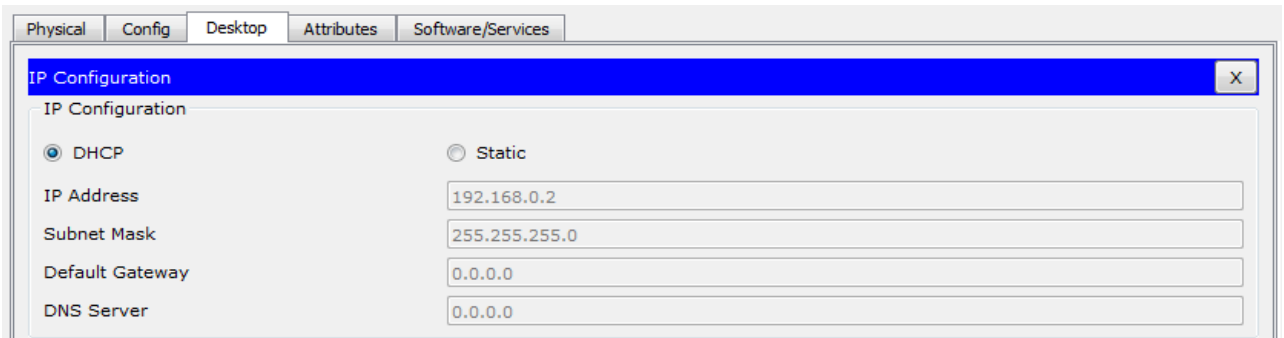 Physical Config Desktop Attributes Software/Services
IP Configuration X
IP Configuration
DHCP Static
IP Address 192.168.0.2
Subnet Mask 255.255.255.0
Default Gateway 0.0.0.0
DNS Server 0.0.0.0